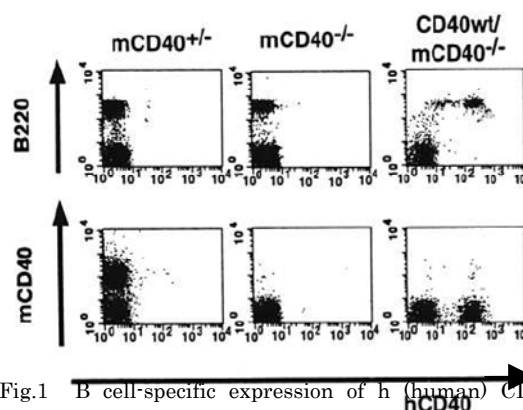 mCD40+/- mCD40-/- CD40wt/
mCD40-/-
B220
10⁴ 10⁴ 10⁴
10⁰ 10⁰ 10⁰
10⁰ 10¹ 10² 10³ 10⁴ 10⁰ 10¹ 10² 10³ 10⁴ 10⁰ 10¹ 10² 10³ 10⁴
mCD40
10⁴ 10⁴ 10⁴
10⁰ 10⁰ 10⁰
10⁰ 10¹ 10² 10³ 10⁴ 10⁰ 10¹ 10² 10³ 10⁴ 10⁰ 10¹ 10² 10³ 10⁴
Fig.1 B cell-specific expression of h (human)
hCD40